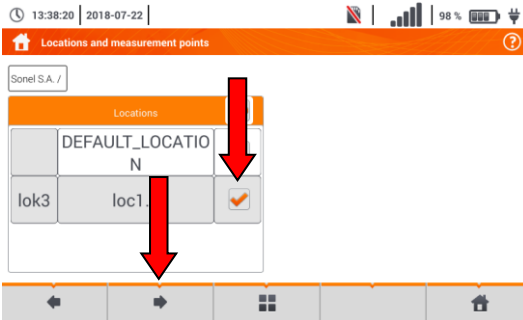 13:38:20 2018-07-22 98 %
Locations and measurement points
Sonel S.A. /
Locations
DEFAULT_LOCATIO
N
lok3 loc1.